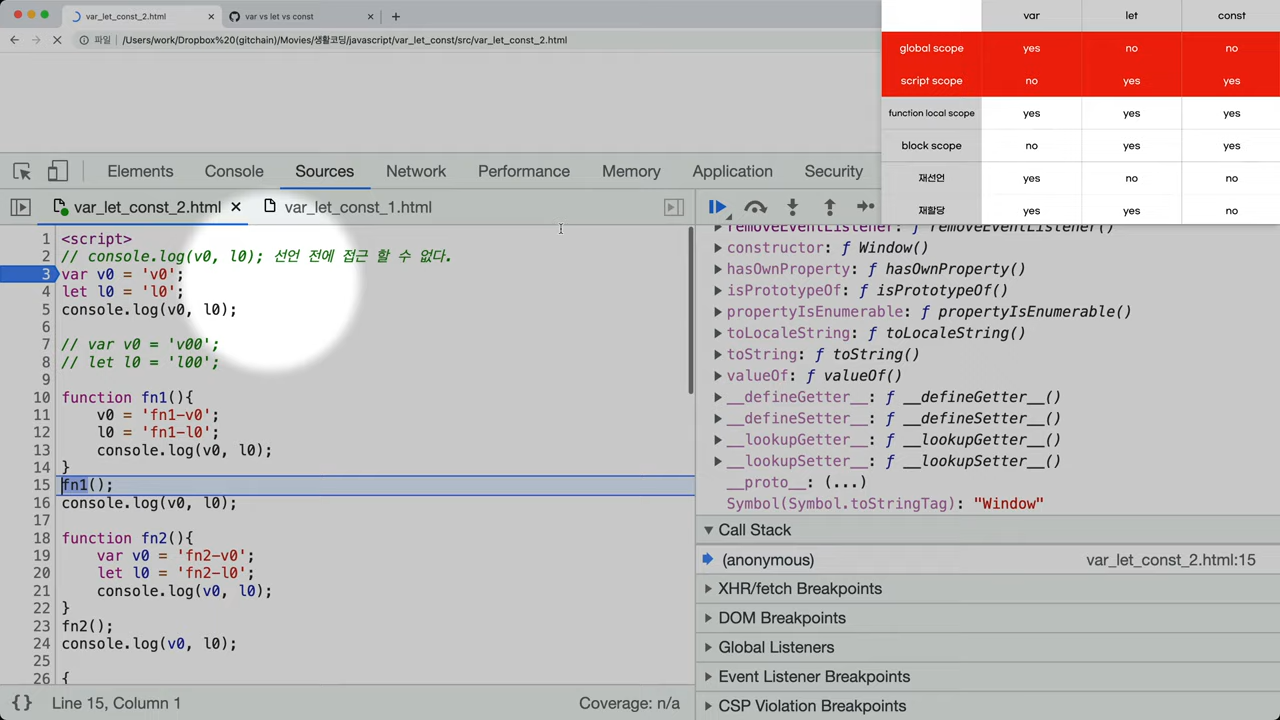 var_let_const_2.html × var vs let vs const × +
파일 /Users/work/Dropbox%20(gitchain)/Movies/생활코딩/javascript/var_let_const/src/var_let_const_2.html
var let const
global scope yes no no
script scope no yes yes
function local scope yes yes yes
block scope no yes yes
재선언 yes no no
재할당 yes yes no
Elements Console Sources Network Performance Memory Application Security
var_let_const_2.html × var_let_const_1.html
1 <script>
2 // console.log(v0, l0); 선언 전에 접근 할 수 없다.
3 var v0 = 'v0';
4 let l0 = 'l0';
5 console.log(v0, l0);
6
7 // var v0 = 'v00';
8 // let l0 = 'l00';
9
10 function fn1(){
11 v0 = 'fn1-v0';
12 l0 = 'fn1-l0';
13 console.log(v0, l0);
14 }
15 fn1();
16 console.log(v0, l0);
17
18 function fn2(){
19 var v0 = 'fn2-v0';
20 let l0 = 'fn2-l0';
21 console.log(v0, l0);
22 }
23 fn2();
24 console.log(v0, l0);
25
26 {
{} Line 15, Column 1 Coverage: n/a
removeEventListener: ƒ removeEventListener()
constructor: ƒ Window()
hasOwnProperty: ƒ hasOwnProperty()
isPrototypeOf: ƒ isPrototypeOf()
propertyIsEnumerable: ƒ propertyIsEnumerable()
toLocaleString: ƒ toLocaleString()
toString: ƒ toString()
valueOf: ƒ valueOf()
__defineGetter__: ƒ __defineGetter__()
__defineSetter__: ƒ __defineSetter__()
__lookupGetter__: ƒ __lookupGetter__()
__lookupSetter__: ƒ __lookupSetter__()
__proto__: (...)
Symbol(Symbol.toStringTag): "Window"
Call Stack
(anonymous) var_let_const_2.html:15
XHR/fetch Breakpoints
DOM Breakpoints
Global Listeners
Event Listener Breakpoints
CSP Violation Breakpoints